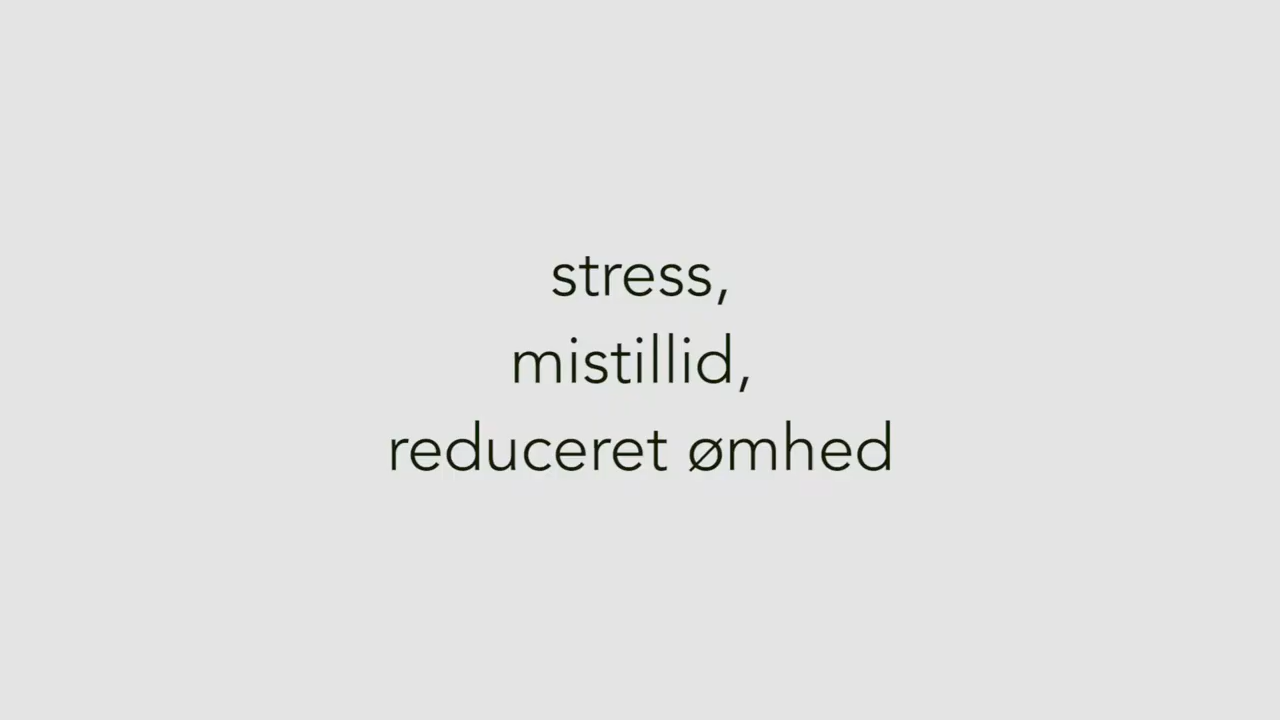 stress,
mistillid,
reduceret ømhed